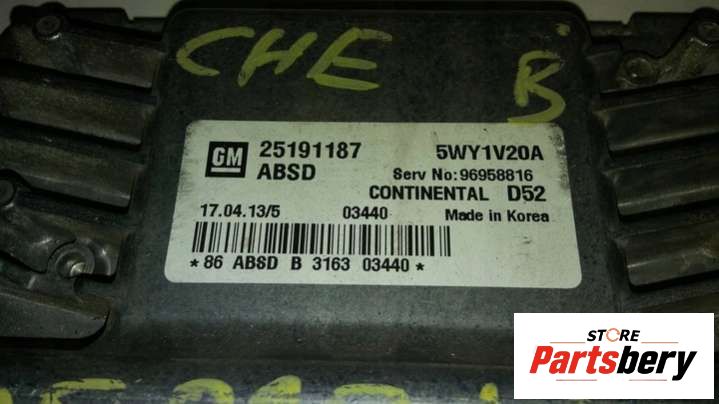 CHE B
GM 25191187 5WY1V20A
ABSD Serv No:96958816
CONTINENTAL D52
17.04.13/5 03440 Made in Korea
*86 ABSD B 3163 03440*
STORE
Partsbery